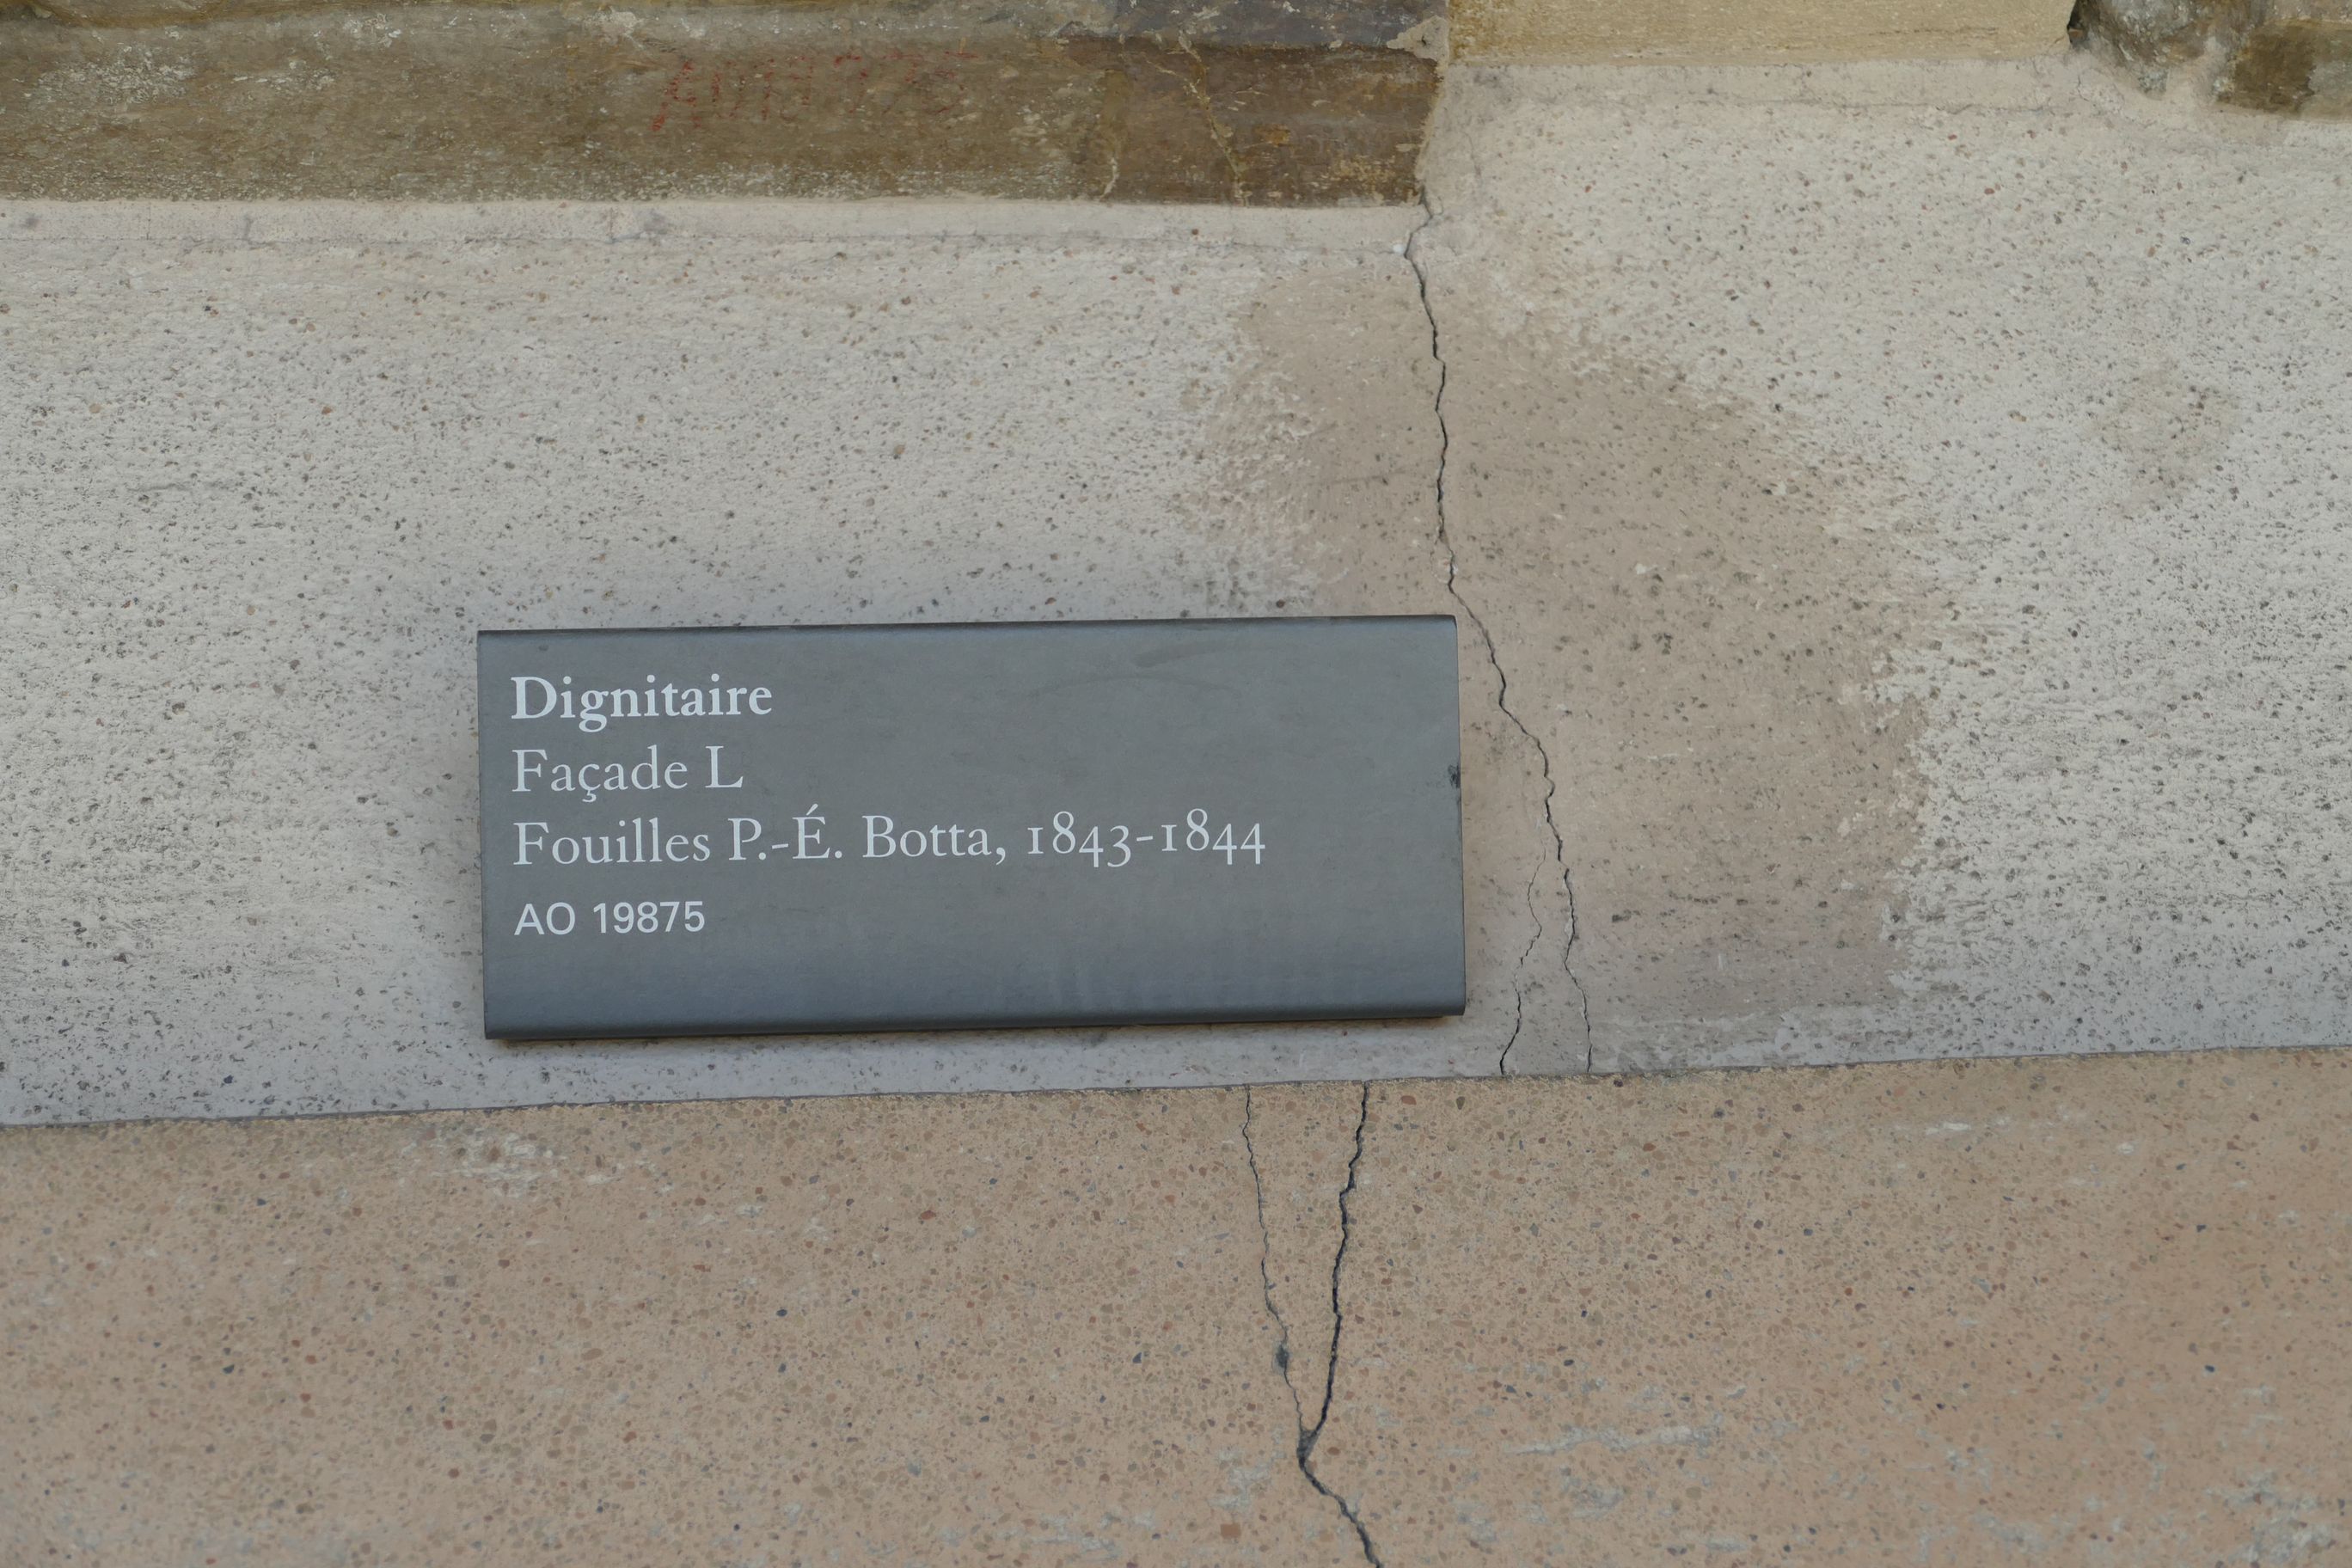 Dignitaire
Façade L
Fouilles P.-É. Botta, 1843-1844
AO 19875